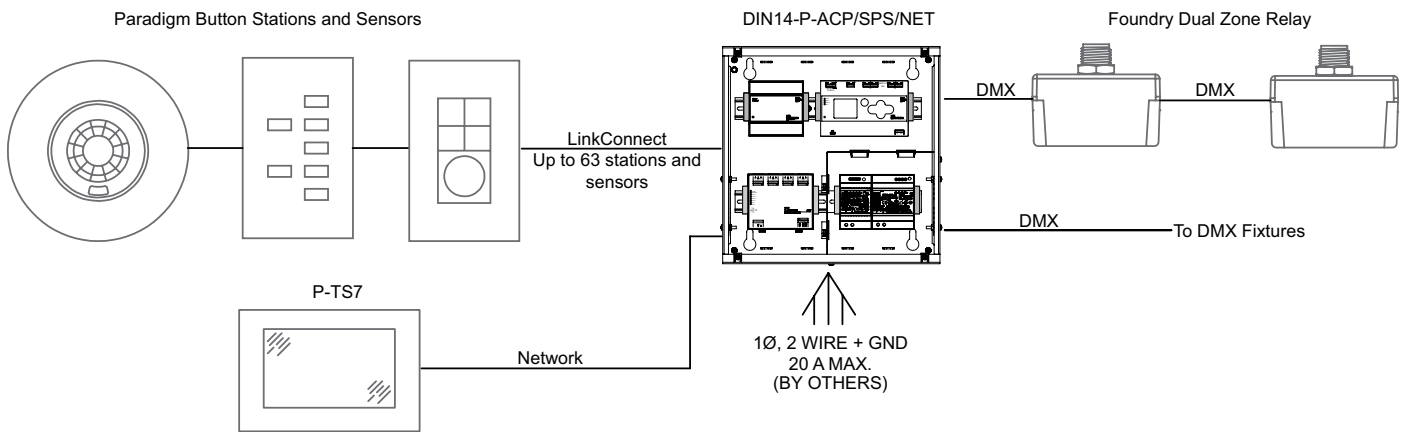 Paradigm Button Stations and Sensors
DIN14-P-ACP/SPS/NET
Foundry Dual Zone Relay
LinkConnect
Up to 63 stations and
sensors
DMX
DMX
DMX
To DMX Fixtures
P-TS7
Network
1Ø, 2 WIRE + GND
20 A MAX.
(BY OTHERS)